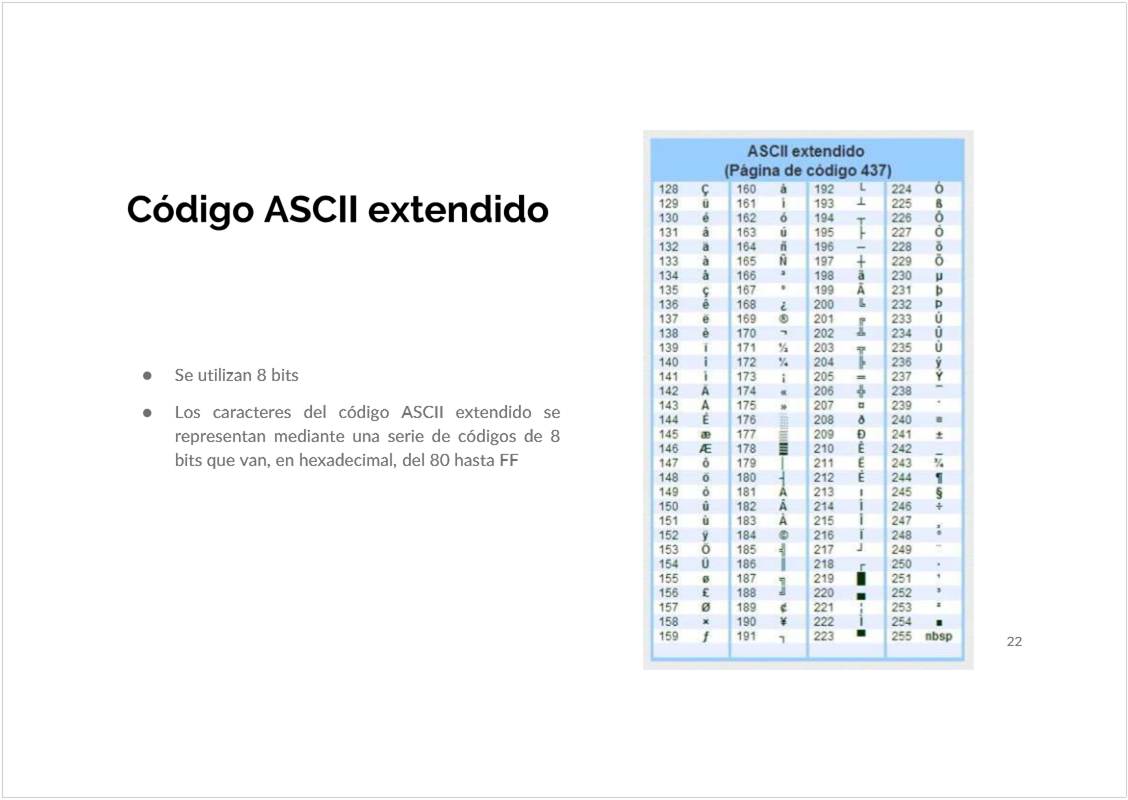 Código ASCII extendido
● Se utilizan 8 bits
● Los caracteres del código ASCII extendido se
representan mediante una serie de códigos de 8
bits que van, en hexadecimal, del 80 hasta FF
ASCII extendido
(Página de código 437)
128 Ç 160 á 192 └ 224 Ó
129 ü 161 í 193 ┴ 225 ß
130 é 162 ó 194 ┬ 226 Ô
131 â 163 ú 195 ├ 227 Ò
132 ä 164 ñ 196 ─ 228 õ
133 à 165 Ñ 197 ┼ 229 Õ
134 å 166 ª 198 ã 230 µ
135 ç 167 º 199 Ã 231 þ
136 ê 168 ¿ 200 ╚ 232 Þ
137 ë 169 ® 201 ╔ 233 Ú
138 è 170 ¬ 202 ╩ 234 Û
139 ï 171 ½ 203 ╦ 235 Ù
140 î 172 ¼ 204 ╠ 236 ý
141 ì 173 ¡ 205 ═ 237 Ý
142 Ä 174 « 206 ╬ 238 ¯
143 Å 175 » 207 ¤ 239 ´
144 É 176 ░ 208 ð 240 ≡
145 æ 177 ▒ 209 Ð 241 ±
146 Æ 178 ▓ 210 Ê 242 ‗
147 ô 179 │ 211 Ë 243 ¾
148 ö 180 ┤ 212 È 244 ¶
149 ò 181 Á 213 ı 245 §
150 û 182 Â 214 Í 246 ÷
151 ù 183 À 215 Î 247 ¸
152 ÿ 184 © 216 Ï 248 °
153 Ö 185 ╣ 217 ┘ 249 ¨
154 Ü 186 ║ 218 ┌ 250 ·
155 ø 187 ╗ 219 █ 251 ¹
156 £ 188 ╝ 220 ▄ 252 ³
157 Ø 189 ¢ 221 ¦ 253 ²
158 × 190 ¥ 222 Ì 254 ■
159 ƒ 191 ┐ 223 ▀ 255 nbsp
22